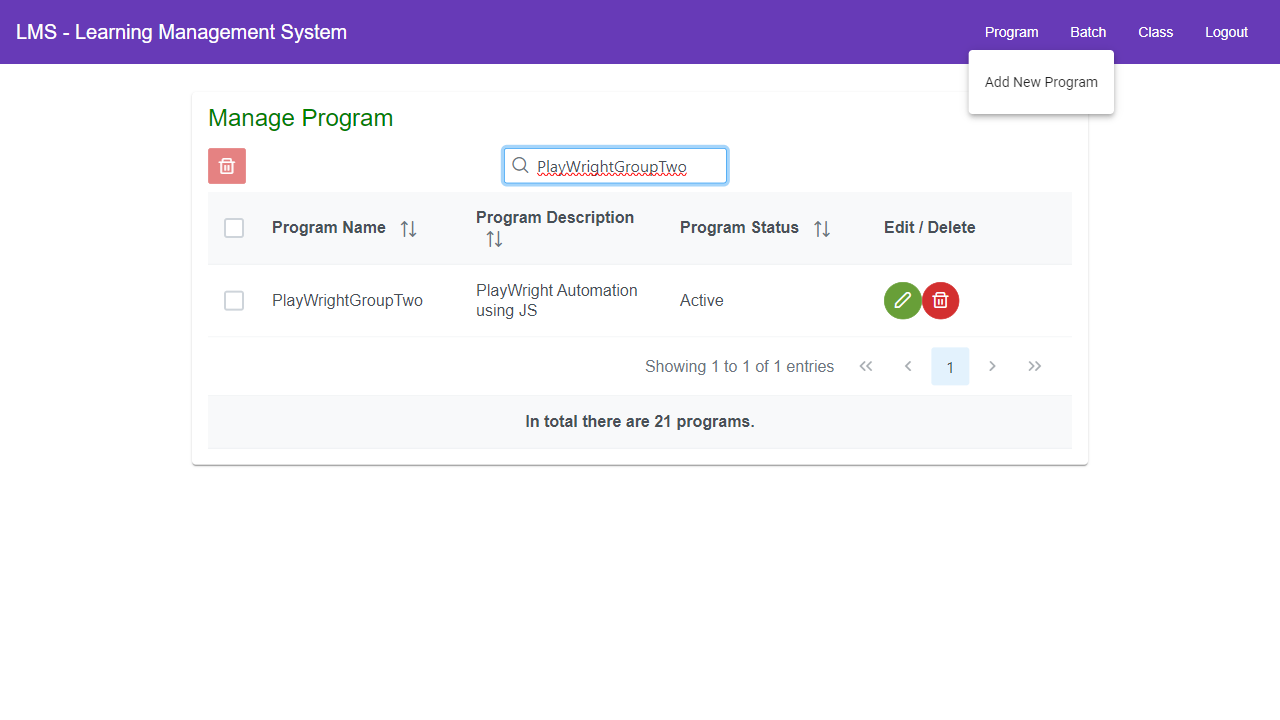 LMS - Learning Management System
Program
Batch
Class
Logout
Add New Program
Manage Program
PlayWrightGroupTwo
Program Name
Program Description
Program Status
Edit / Delete
PlayWrightGroupTwo
PlayWright Automation
using JS
Active
Showing 1 to 1 of 1 entries
1
In total there are 21 programs.